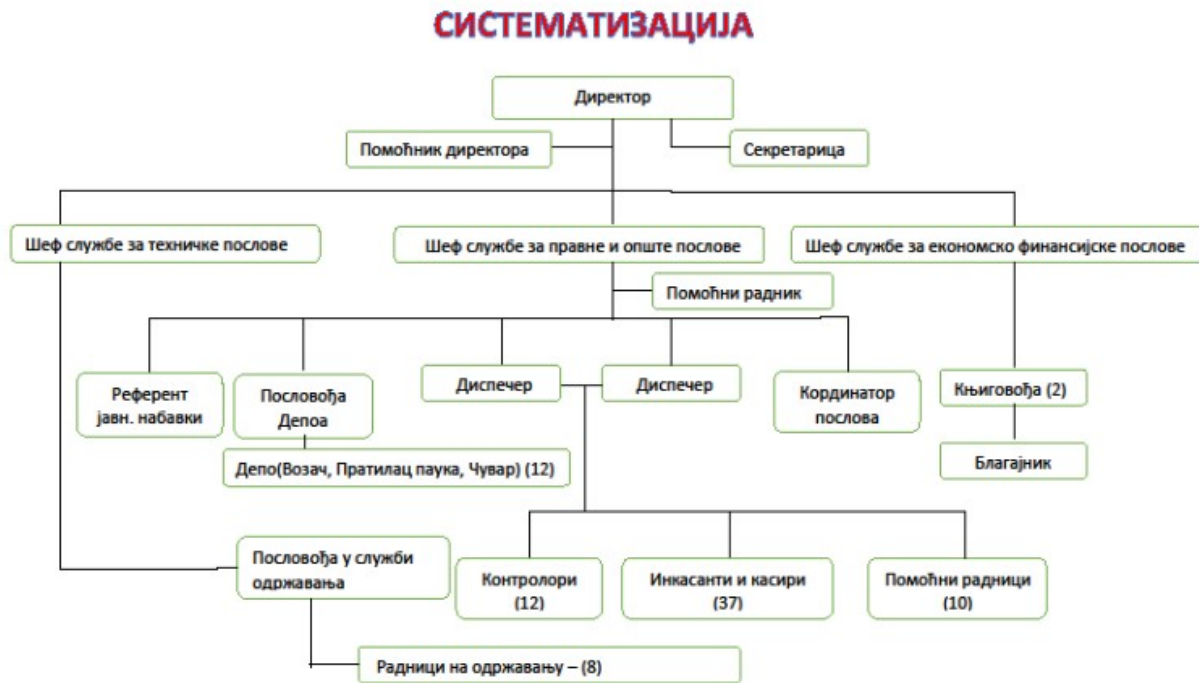 СИСТЕМАТИЗАЦИЈА
Директор
Помоћник директора
Секретарица
Шеф службе за техничке послове
Шеф службе за правне и опште послове
Шеф службе за економско финансијске послове
Помоћни радник
Референт
јавн. набавки
Пословођа
Депоа
Диспечер
Диспечер
Кординатор
послова
Књиговођа (2)
Депо(Возач, Пратилац паука, Чувар) (12)
Благајник
Пословођа у служби
одржавања
Контролори
(12)
Инкасанти и касири
(37)
Помоћни радници
(10)
Радници на одржавању – (8)